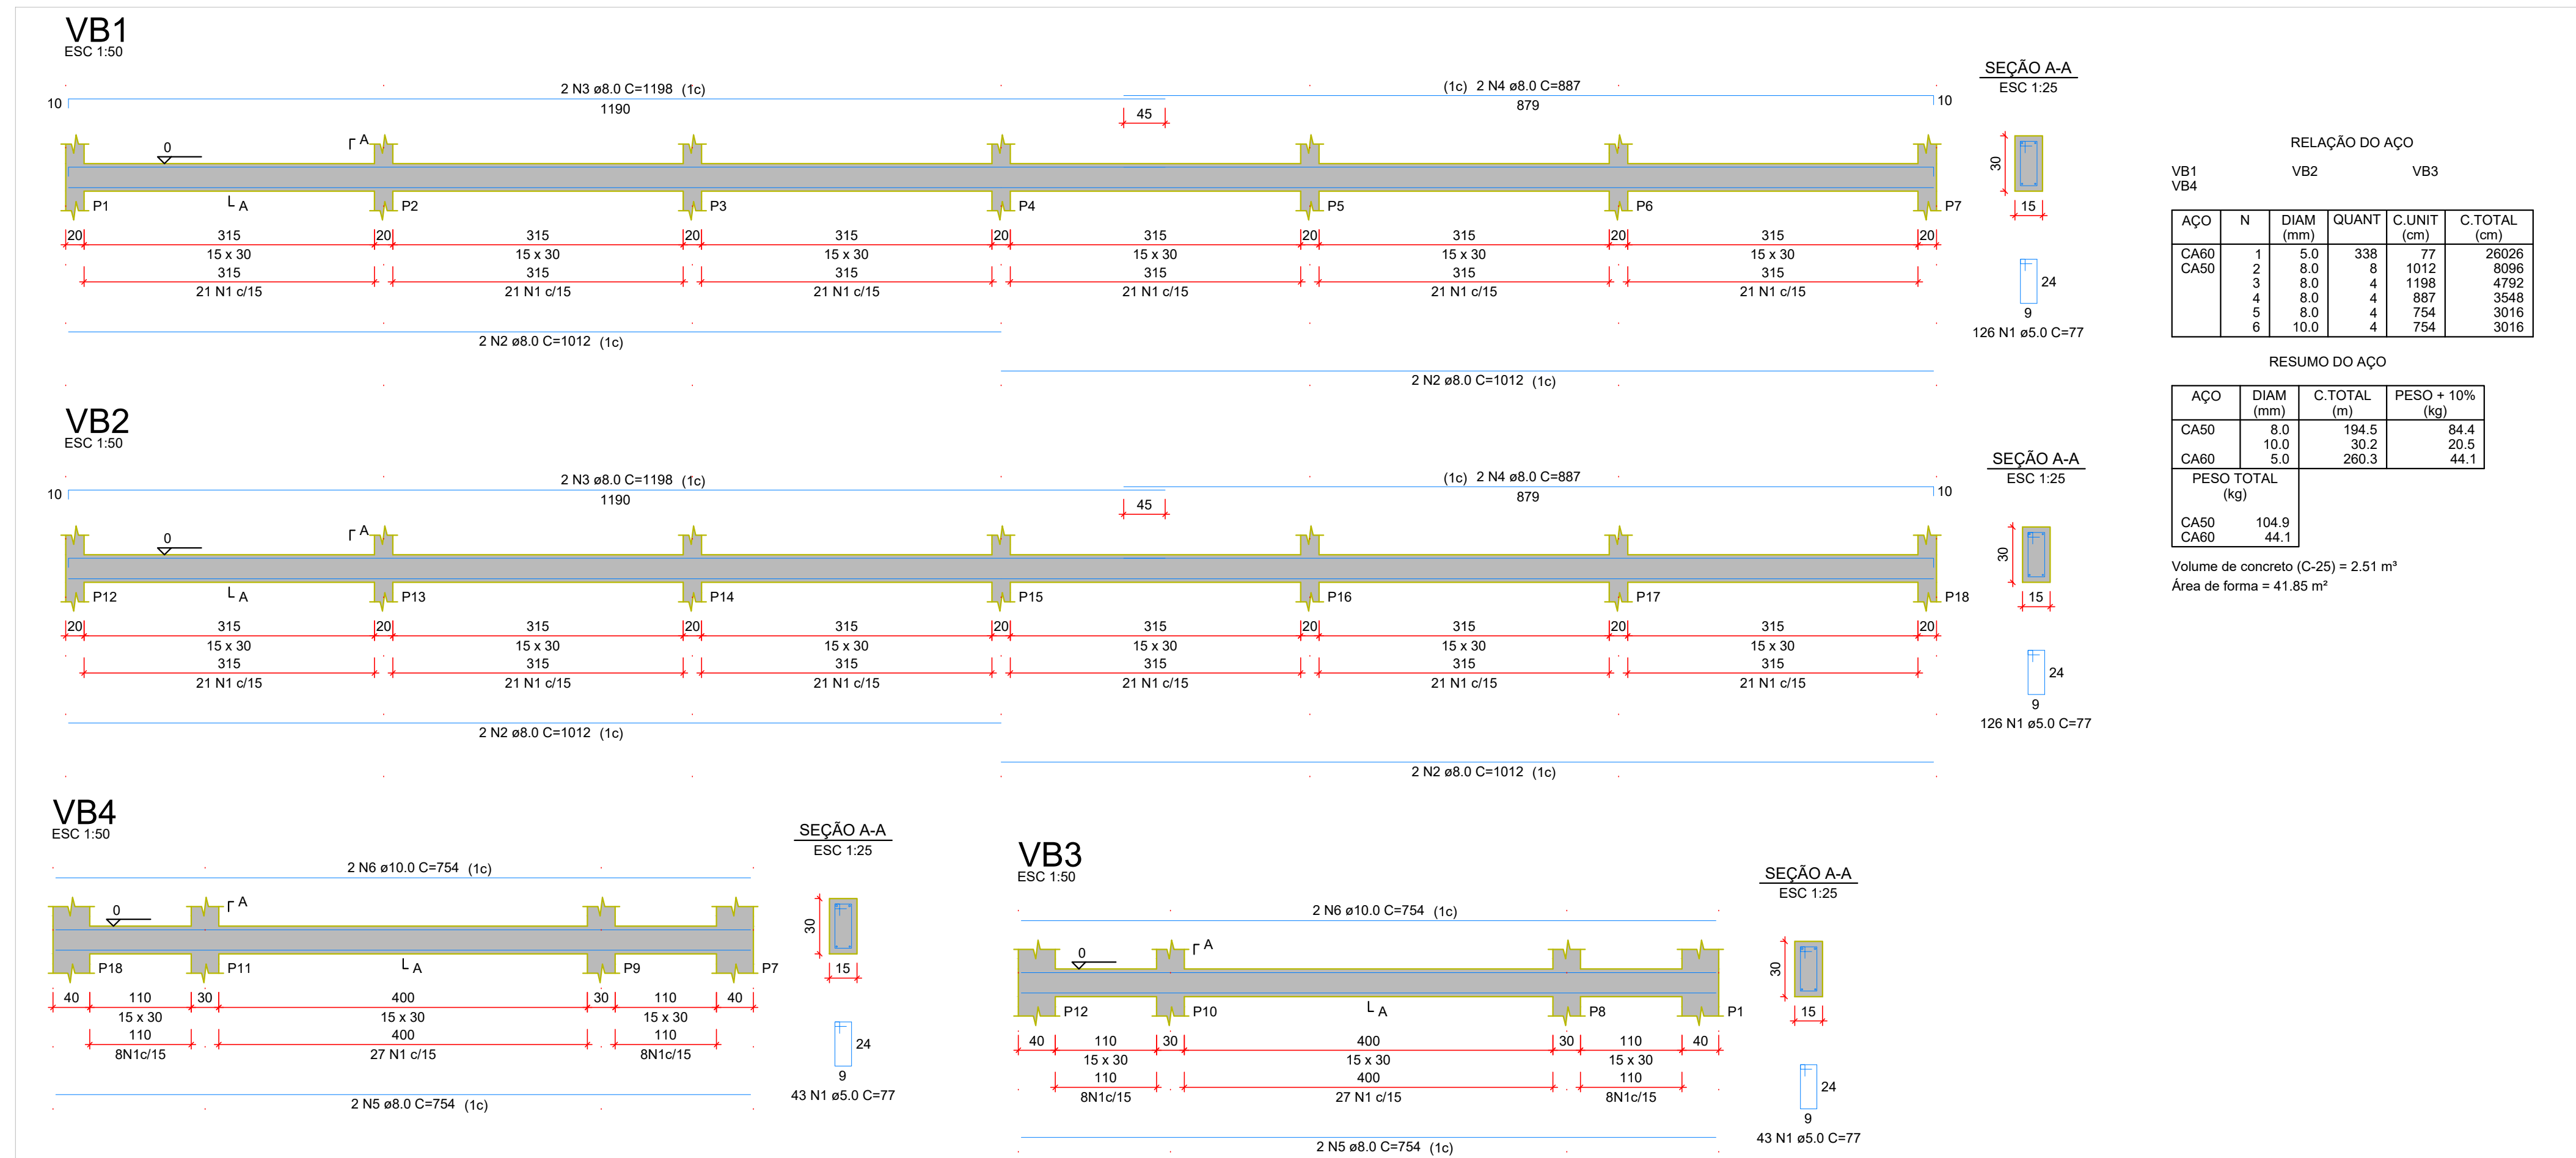 VB1
ESC 1:50
2 N3 ø8.0 C=1198 (1c)
(1c) 2 N4 ø8.0 C=887
10
1190
879
10
45
0
A
A
P1
P2
P3
P4
P5
P6
P7
20 315 20 315 20 315 20 315 20 315 20 315 20
15 x 30 15 x 30 15 x 30 15 x 30 15 x 30 15 x 30
315 315 315 315 315 315
21 N1 c/15 21 N1 c/15 21 N1 c/15 21 N1 c/15 21 N1 c/15 21 N1 c/15
2 N2 ø8.0 C=1012 (1c)
2 N2 ø8.0 C=1012 (1c)
SEÇÃO A-A
ESC 1:25
30
15
24
9
126 N1 ø5.0 C=77
VB2
ESC 1:50
2 N3 ø8.0 C=1198 (1c)
(1c) 2 N4 ø8.0 C=887
10
1190
879
10
45
0
A
A
P12
P13
P14
P15
P16
P17
P18
20 315 20 315 20 315 20 315 20 315 20 315 20
15 x 30 15 x 30 15 x 30 15 x 30 15 x 30 15 x 30
315 315 315 315 315 315
21 N1 c/15 21 N1 c/15 21 N1 c/15 21 N1 c/15 21 N1 c/15 21 N1 c/15
2 N2 ø8.0 C=1012 (1c)
2 N2 ø8.0 C=1012 (1c)
SEÇÃO A-A
ESC 1:25
30
15
24
9
126 N1 ø5.0 C=77
VB4
ESC 1:50
2 N6 ø10.0 C=754 (1c)
0
A
A
P18
P11
P9
P7
40 110 30 400 30 110 40
15 x 30 15 x 30 15 x 30
110 400 110
8N1c/15 27 N1 c/15 8N1c/15
2 N5 ø8.0 C=754 (1c)
SEÇÃO A-A
ESC 1:25
30
15
24
9
43 N1 ø5.0 C=77
VB3
ESC 1:50
2 N6 ø10.0 C=754 (1c)
0
A
A
P12
P10
P8
P1
40 110 30 400 30 110 40
15 x 30 15 x 30 15 x 30
110 400 110
8N1c/15 27 N1 c/15 8N1c/15
2 N5 ø8.0 C=754 (1c)
SEÇÃO A-A
ESC 1:25
30
15
24
9
43 N1 ø5.0 C=77
RELAÇÃO DO AÇO
VB1 VB2 VB3
VB4
AÇO N DIAM QUANT C.UNIT C.TOTAL
(mm) (cm) (cm)
CA60 1 5.0 338 77 26026
CA50 2 8.0 8 1012 8096
3 8.0 4 1198 4792
4 8.0 4 887 3548
5 8.0 4 754 3016
6 10.0 4 754 3016
RESUMO DO AÇO
AÇO DIAM C.TOTAL PESO + 10%
(mm) (m) (kg)
CA50 8.0 194.5 84.4
10.0 30.2 20.5
CA60 5.0 260.3 44.1
PESO TOTAL
(kg)
CA50 104.9
CA60 44.1
Volume de concreto (C-25) = 2.51 m³
Área de forma = 41.85 m²